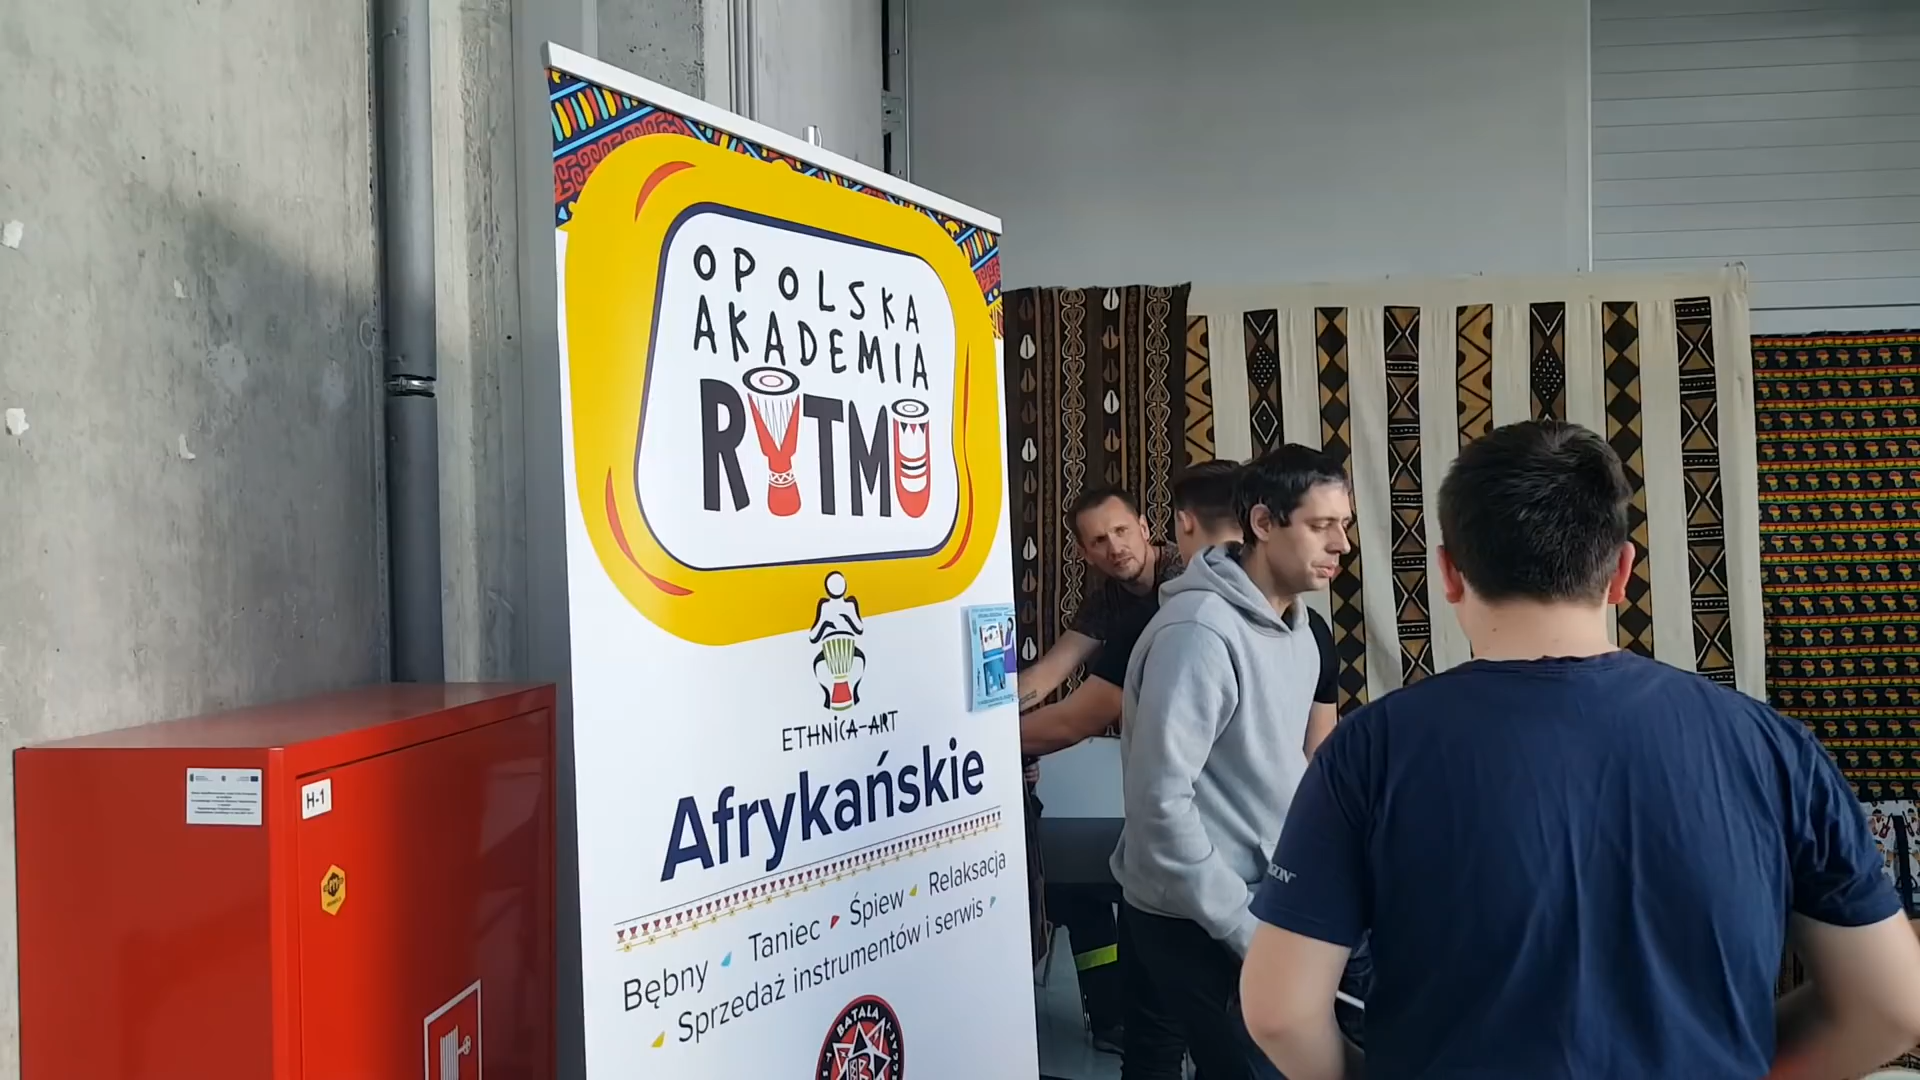 OPOLSKA
AKADEMIA
RYTMU
ETHNiCA-ART
Afrykańskie
Bębny Taniec Śpiew Relaksacja
Sprzedaż instrumentów i serwis
BATALA
H-1